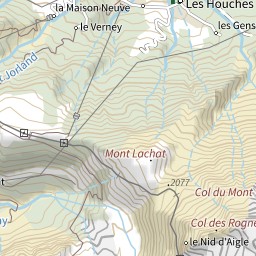 la Maison Neuve
Les Houches
le Verney
les Gens
Jorland
Mont Lachat
2077
Col du Mont
Col des Rogne
le Nid d'Aigle